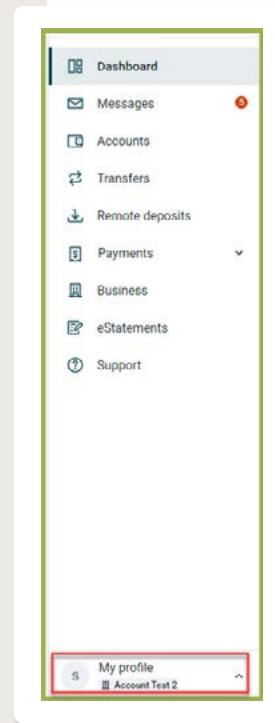 Dashboard
Messages 5
Accounts
Transfers
Remote deposits
Payments
Business
eStatements
Support
S My profile
Account Test 2